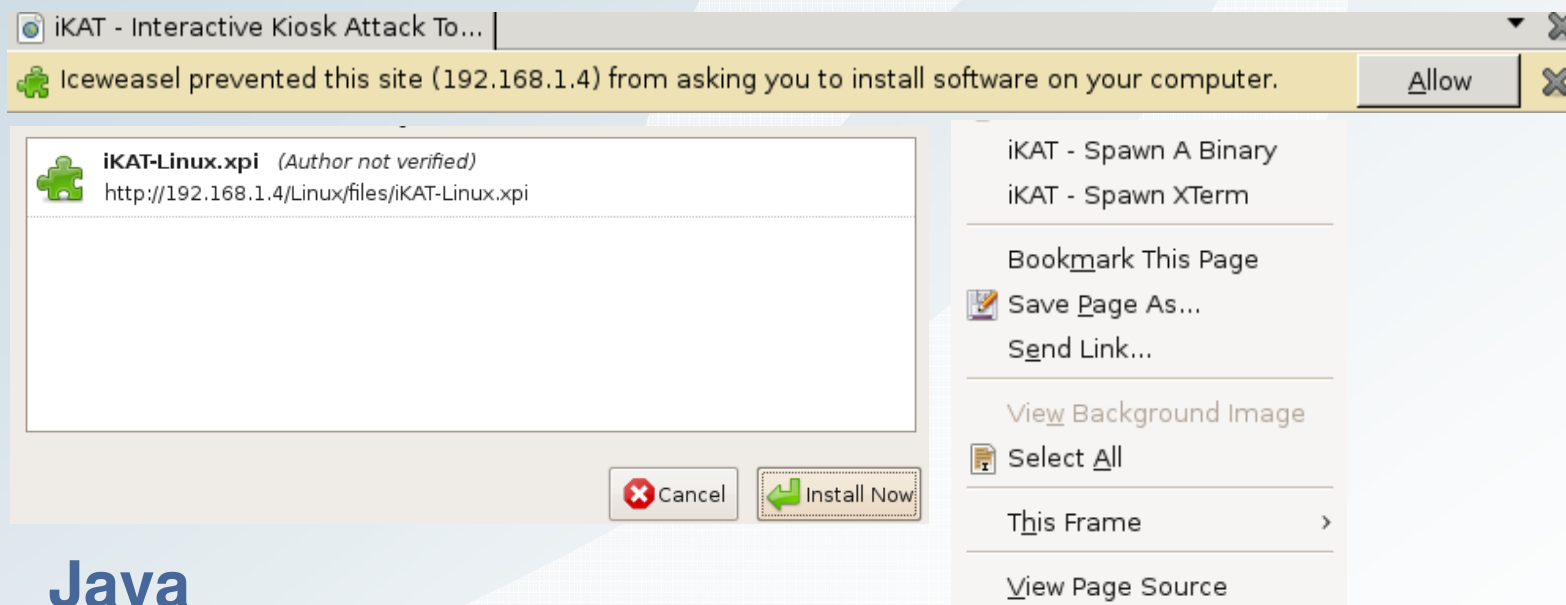 iKAT - Interactive Kiosk Attack To...
Iceweasel prevented this site (192.168.1.4) from asking you to install software on your computer.
Allow
iKAT-Linux.xpi (Author not verified)
http://192.168.1.4/Linux/files/iKAT-Linux.xpi
Cancel
Install Now
iKAT - Spawn A Binary
iKAT - Spawn XTerm
Bookmark This Page
Save Page As...
Send Link...
View Background Image
Select All
This Frame
View Page Source
Java